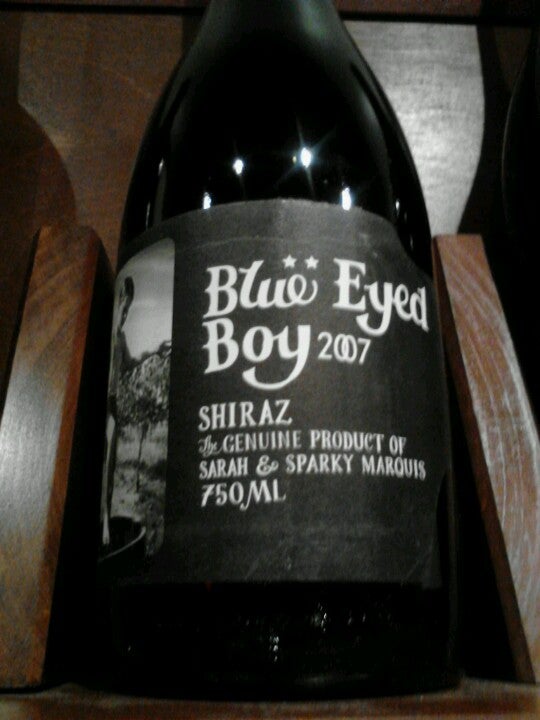 Blue Eyed
Boy 2007
SHIRAZ
The GENUINE PRODUCT OF
SARAH & SPARKY MARQUIS
750ML